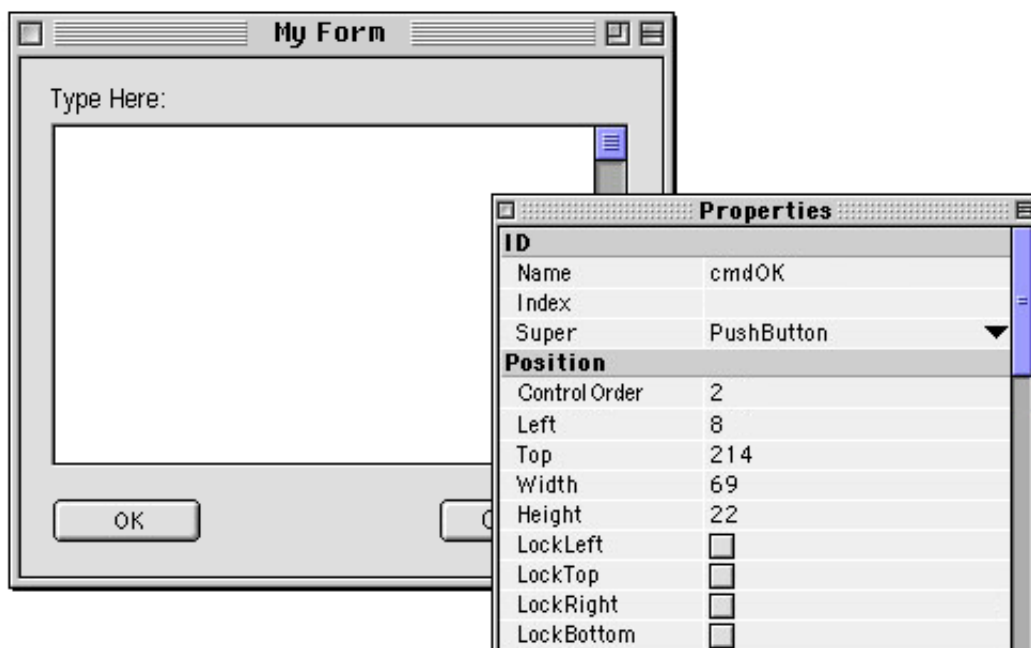 My Form
Type Here:
OK
Properties
ID
Name cmdOK
Index
Super PushButton
Position
Control Order 2
Left 8
Top 214
Width 69
Height 22
LockLeft
LockTop
LockRight
LockBottom